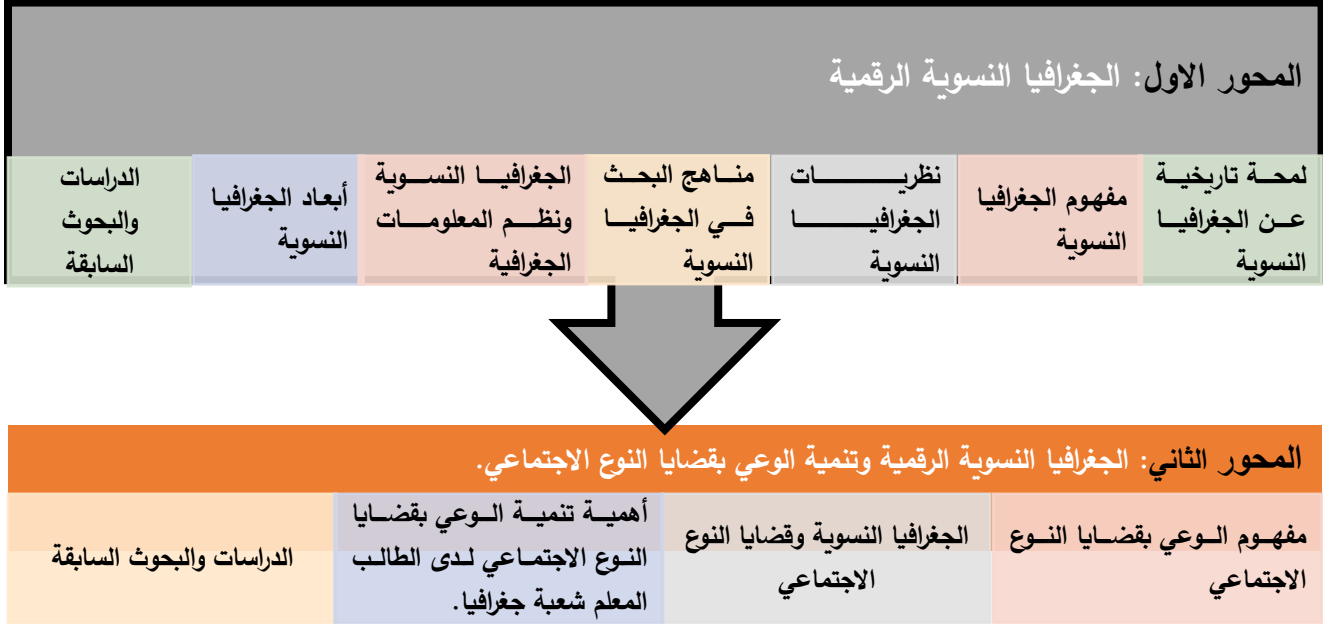 المحور الاول: الجغرافيا النسوية الرقمية
لمحة تاريخية
عن الجغرافيا
النسوية
مفهوم الجغرافيا
النسوية
نظريات
الجغرافيا
النسوية
مناهج البحث
في الجغرافيا
النسوية
الجغرافيا النسوية
ونظم المعلومات
الجغرافية
أبعاد الجغرافيا
النسوية
الدراسات
والبحوث
السابقة
المحور الثاني: الجغرافيا النسوية الرقمية وتنمية الوعي بقضايا النوع الاجتماعي.
مفهوم الوعي بقضايا النوع
الاجتماعي
الجغرافيا النسوية وقضايا النوع
الاجتماعي
أهمية تنمية الوعي بقضايا
النوع الاجتماعي لدى الطالب
المعلم شعبة جغرافيا.
الدراسات والبحوث السابقة